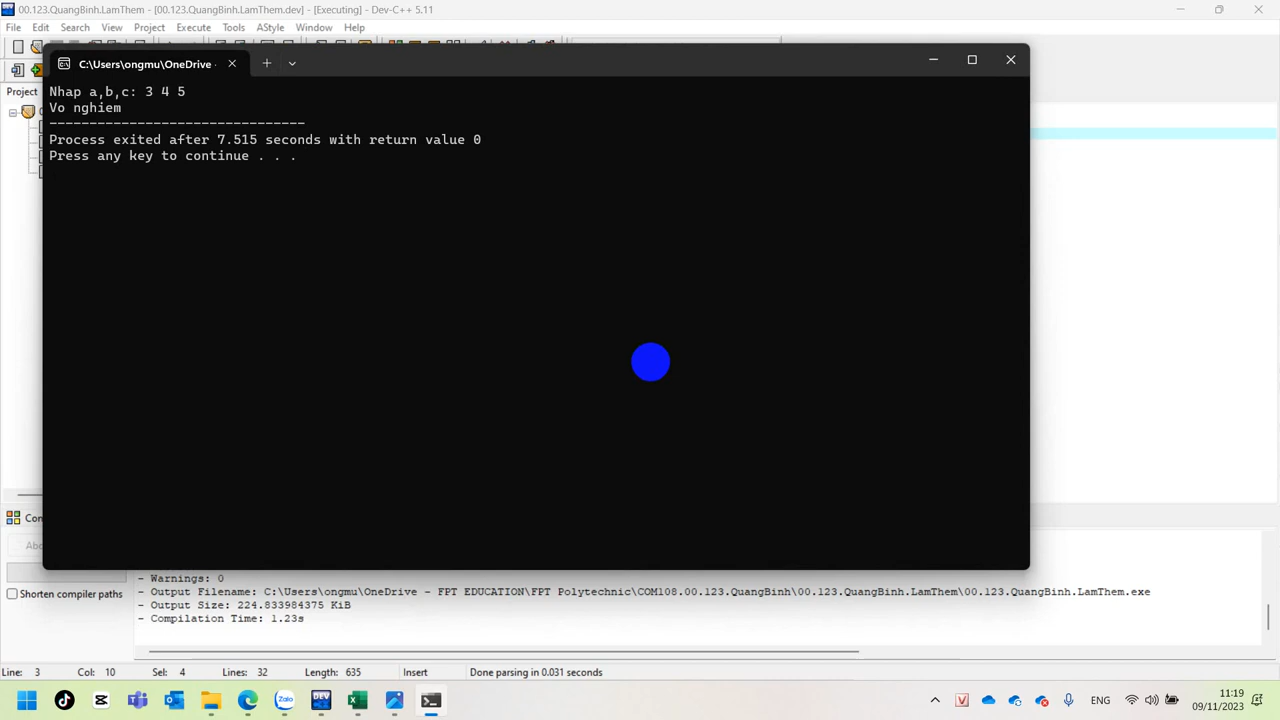 00.123.QuangBinh.LamThem - [00.123.QuangBinh.LamThem.dev] - [Executing] - Dev-C++ 5.11
File Edit Search View Project Execute Tools AStyle Window Help
C:\Users\ongmu\OneDrive -
Project
Nhap a,b,c: 3 4 5
Vo nghiem
--------------------------------
Process exited after 7.515 seconds with return value 0
Press any key to continue . . .
- Warnings: 0
- Output Filename: C:\Users\ongmu\OneDrive - FPT EDUCATION\FPT Polytechnic\COM108.00.123.QuangBinh\00.123.QuangBinh.LamThem\00.123.QuangBinh.LamThem.exe
- Output Size: 224.833984375 KiB
- Compilation Time: 1.23s
Shorten compiler paths
Line: 3 Col: 10 Sel: 4 Lines: 32 Length: 635 Insert Done parsing in 0.031 seconds
DEV
ENG
11:19
09/11/2023